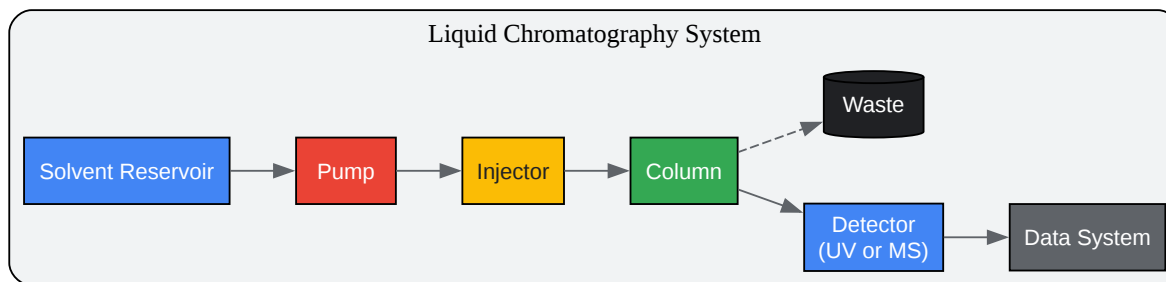 Liquid Chromatography System
Waste
Solvent Reservoir
Pump
Injector
Column
Detector
(UV or MS)
Data System